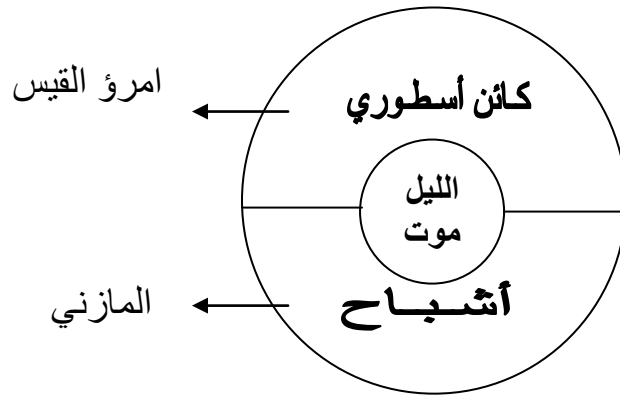 امرؤ القيس
كائن أسطوري
الليل
موت
أشباح
المازني